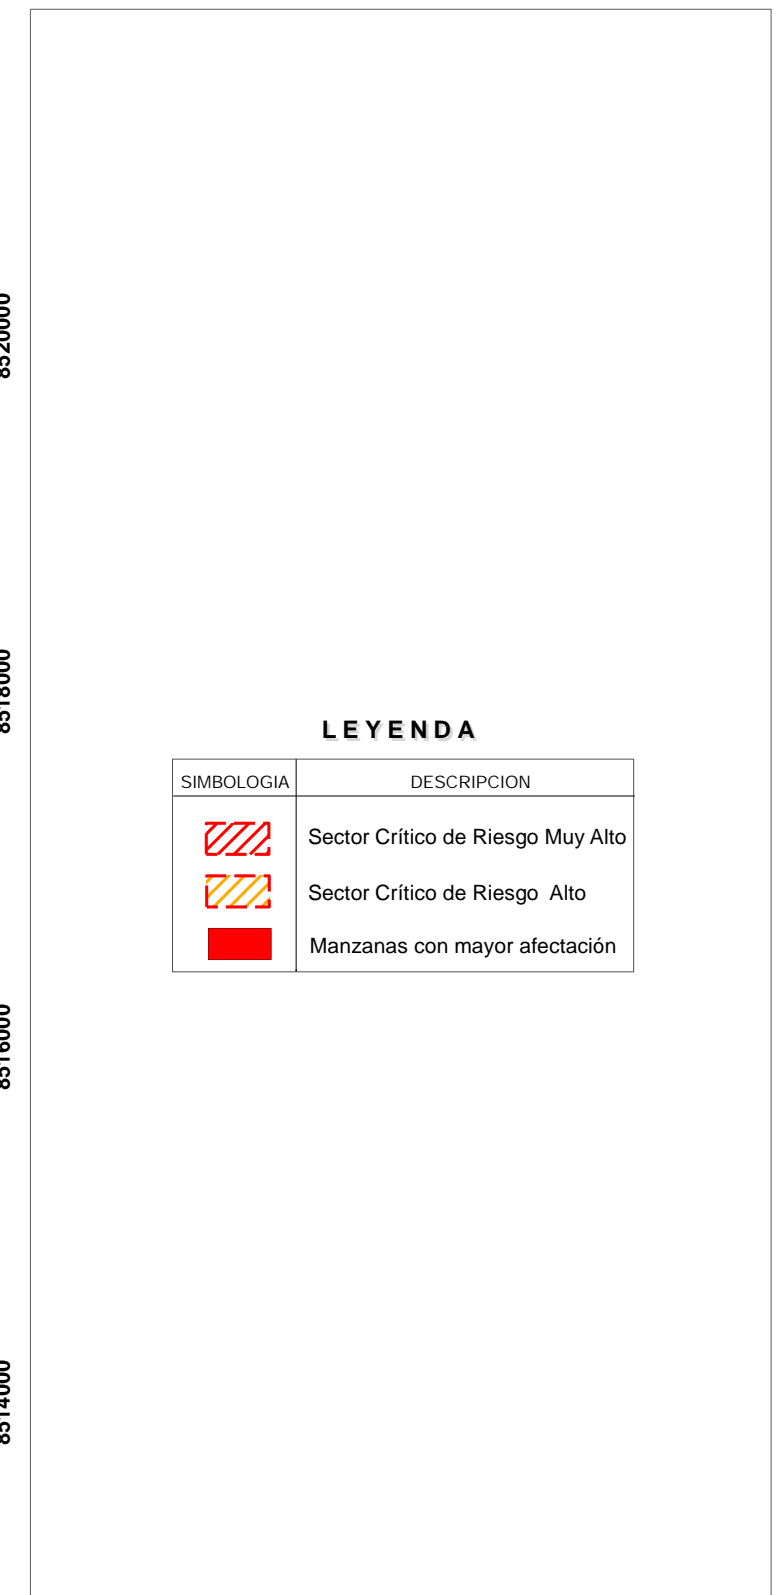 8520000
8518000
LEYENDA
SIMBOLOGIA DESCRIPCION
Sector Crítico de Riesgo Muy Alto
Sector Crítico de Riesgo Alto
Manzanas con mayor afectación
8516000
8514000